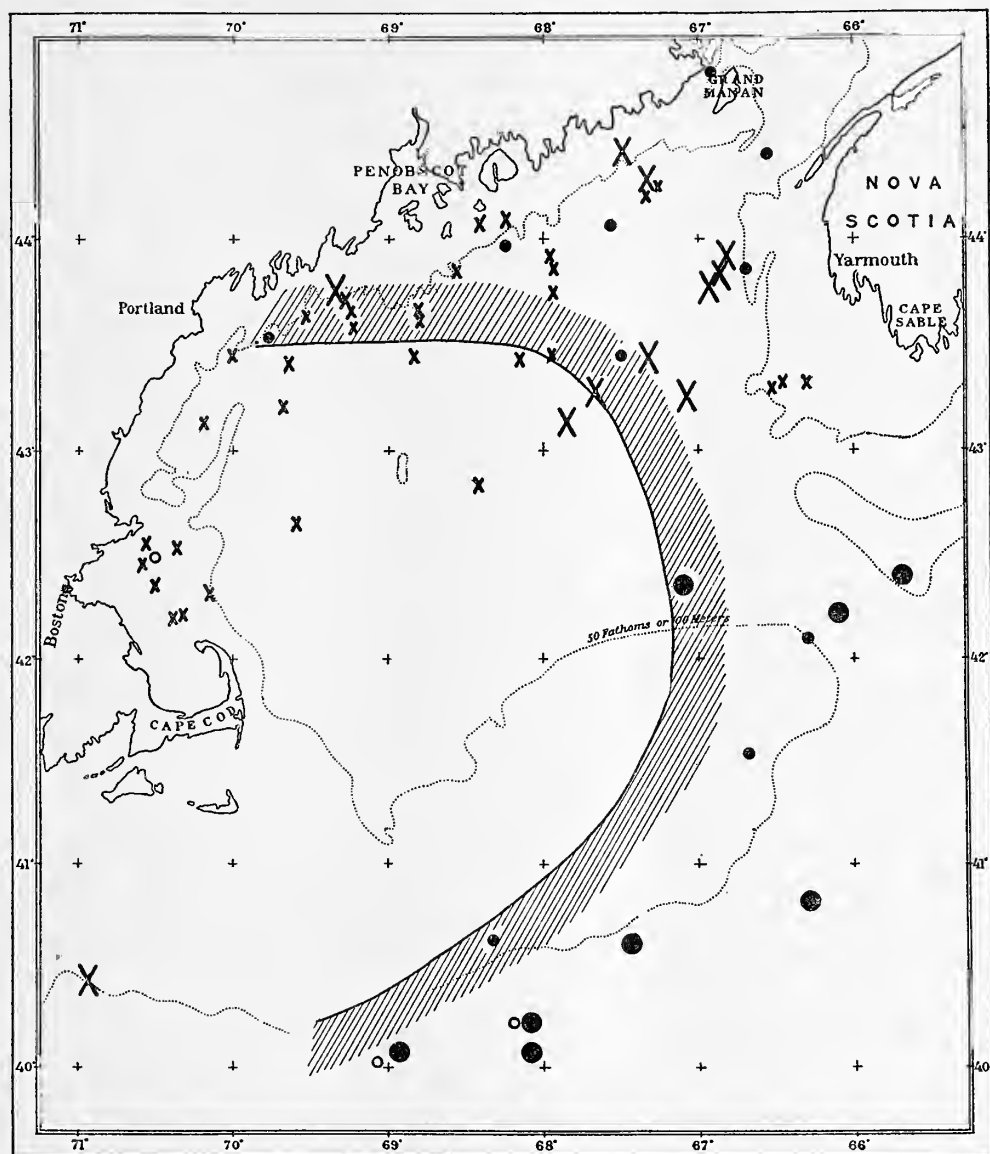 71° 70° 69° 68° 67° 66°
GRAND
MANAN
PENOBSCOT
BAY
NOVA
SCOTIA
44° 44°
Yarmouth
Portland
CAPE
SABLE
43° 43°
Boston
50 Fathoms or 100 Meters
42° 42°
CAPE COD
41° 41°
40° 40°
71° 70° 69° 68° 67° 66°